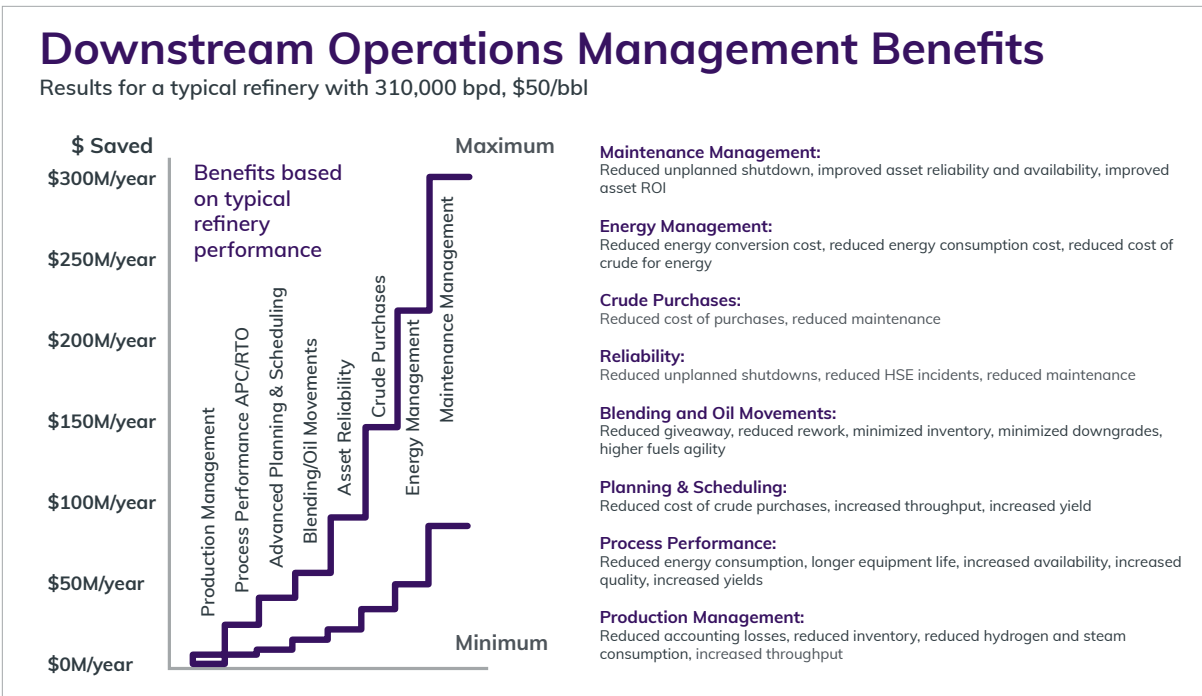 Downstream Operations Management Benefits
Results for a typical refinery with 310,000 bpd, $50/bbl
$ Saved
$300M/year
$250M/year
$200M/year
$150M/year
$100M/year
$50M/year
$0M/year
Benefits based
on typical
refinery
performance
Maximum
Minimum
Production Management
Process Performance APC/RTO
Advanced Planning & Scheduling
Blending/Oil Movements
Asset Reliability
Crude Purchases
Energy Management
Maintenance Management
Maintenance Management:
Reduced unplanned shutdown, improved asset reliability and availability, improved
asset ROI
Energy Management:
Reduced energy conversion cost, reduced energy consumption cost, reduced cost of
crude for energy
Crude Purchases:
Reduced cost of purchases, reduced maintenance
Reliability:
Reduced unplanned shutdowns, reduced HSE incidents, reduced maintenance
Blending and Oil Movements:
Reduced giveaway, reduced rework, minimized inventory, minimized downgrades,
higher fuels agility
Planning & Scheduling:
Reduced cost of crude purchases, increased throughput, increased yield
Process Performance:
Reduced energy consumption, longer equipment life, increased availability, increased
quality, increased yields
Production Management:
Reduced accounting losses, reduced inventory, reduced hydrogen and steam
consumption, increased throughput